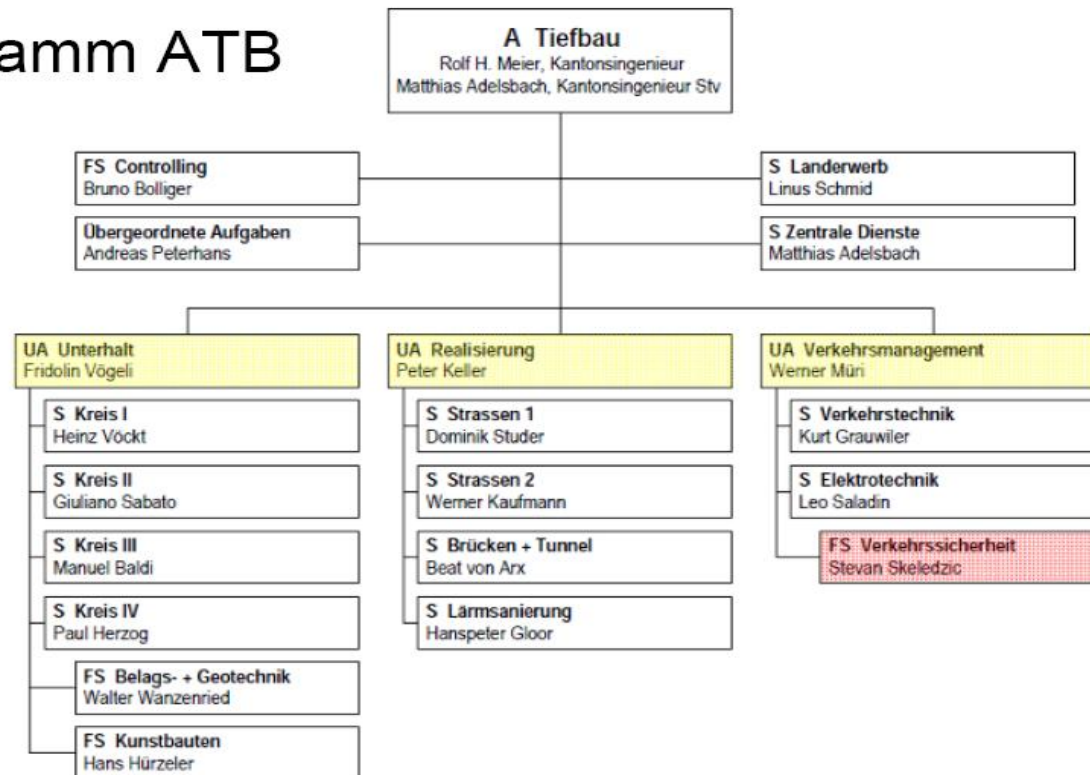 amm ATB
A Tiefbau
Rolf H. Meier, Kantonsingenieur
Matthias Adelsbach, Kantonsingenieur Stv
FS Controlling
Bruno Bolliger
S Landerwerb
Linus Schmid
Übergeordnete Aufgaben
Andreas Peterhans
S Zentrale Dienste
Matthias Adelsbach
UA Unterhalt
Fridolin Vögeli
S Kreis I
Heinz Vöckt
S Kreis II
Giuliano Sabato
S Kreis III
Manuel Baldi
S Kreis IV
Paul Herzog
FS Belags- + Geotechnik
Walter Wanzenried
FS Kunstbauten
Hans Hürzeler
UA Realisierung
Peter Keller
S Strassen 1
Dominik Studer
S Strassen 2
Werner Kaufmann
S Brücken + Tunnel
Beat von Arx
S Lärmsanierung
Hanspeter Gloor
UA Verkehrsmanagement
Werner Müri
S Verkehrstechnik
Kurt Grauwiler
S Elektrotechnik
Leo Saladin
FS Verkehrssicherheit
Stevan Skeledzic